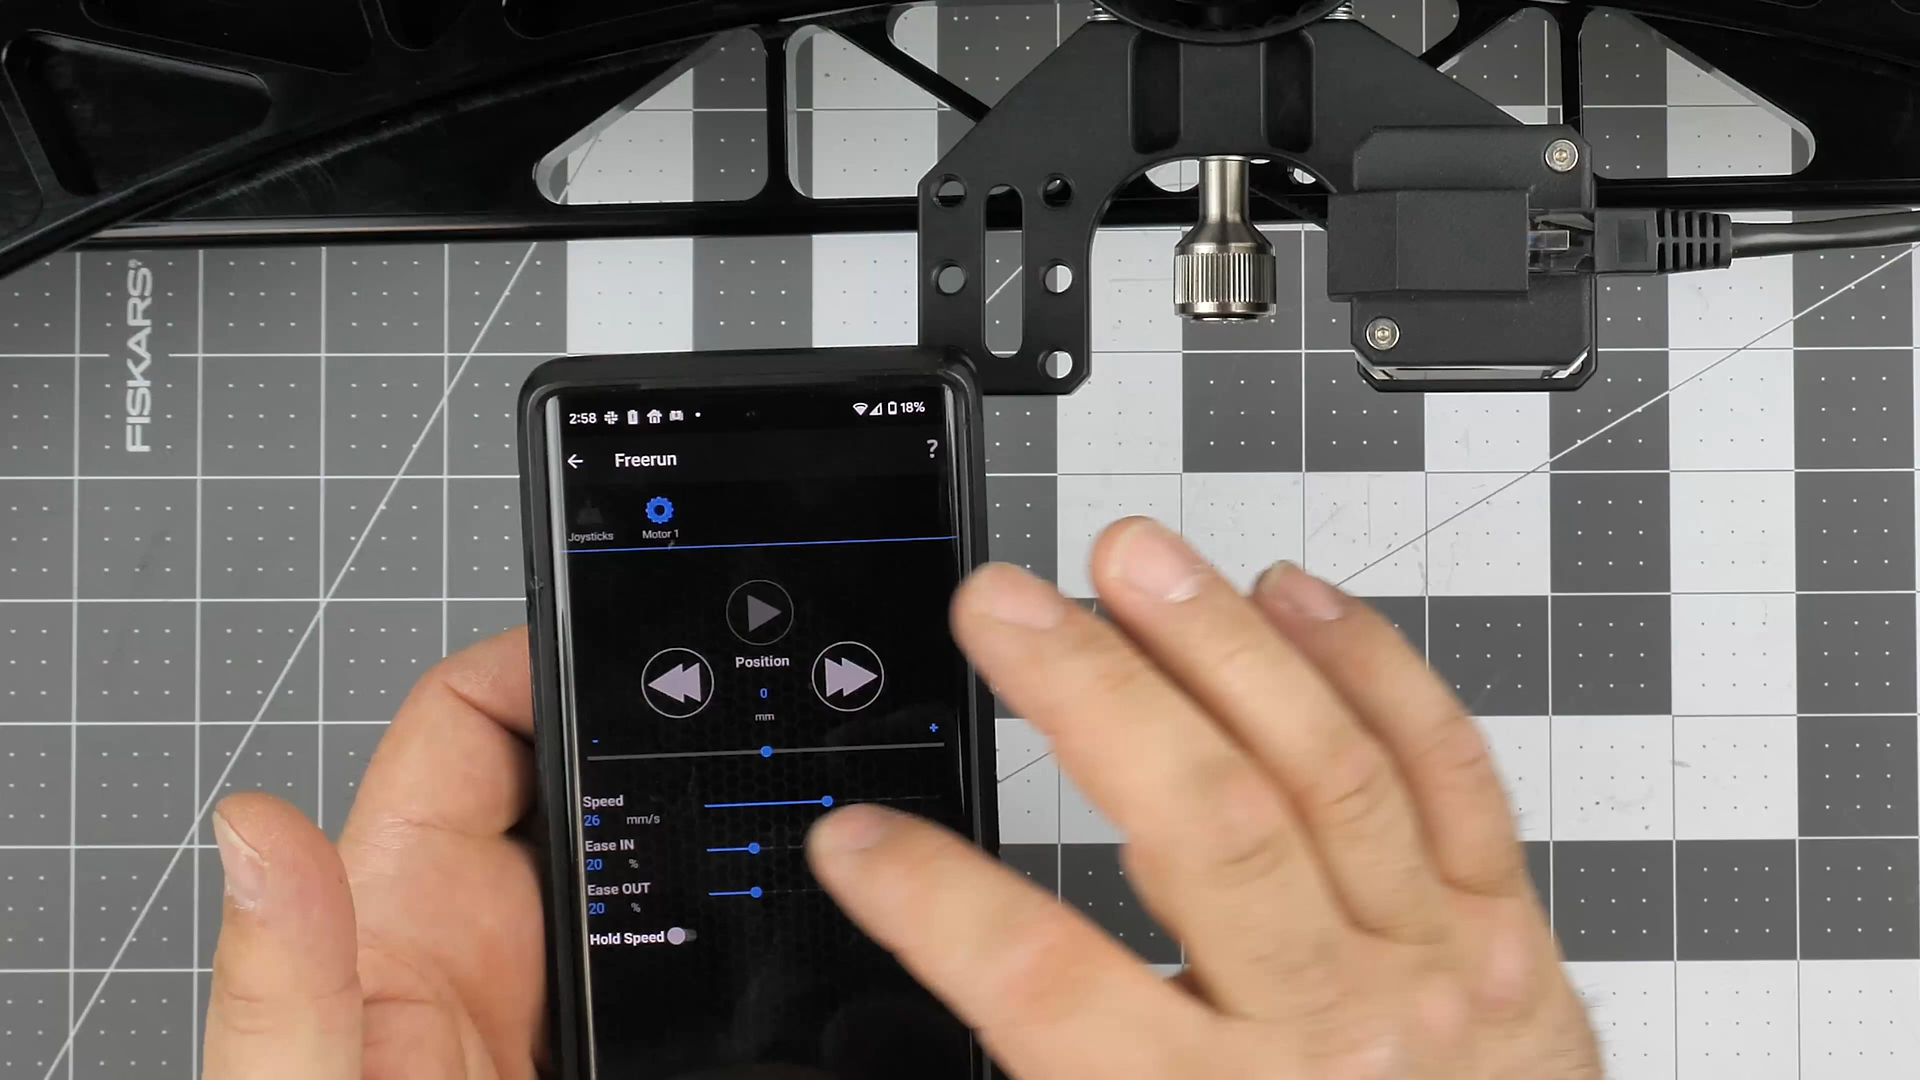 FISKARS
2:58
18%
Freerun
?
Joysticks
Motor 1
Position
0
mm
- +
Speed
26 mm/s
Ease IN
20 %
Ease OUT
20 %
Hold Speed